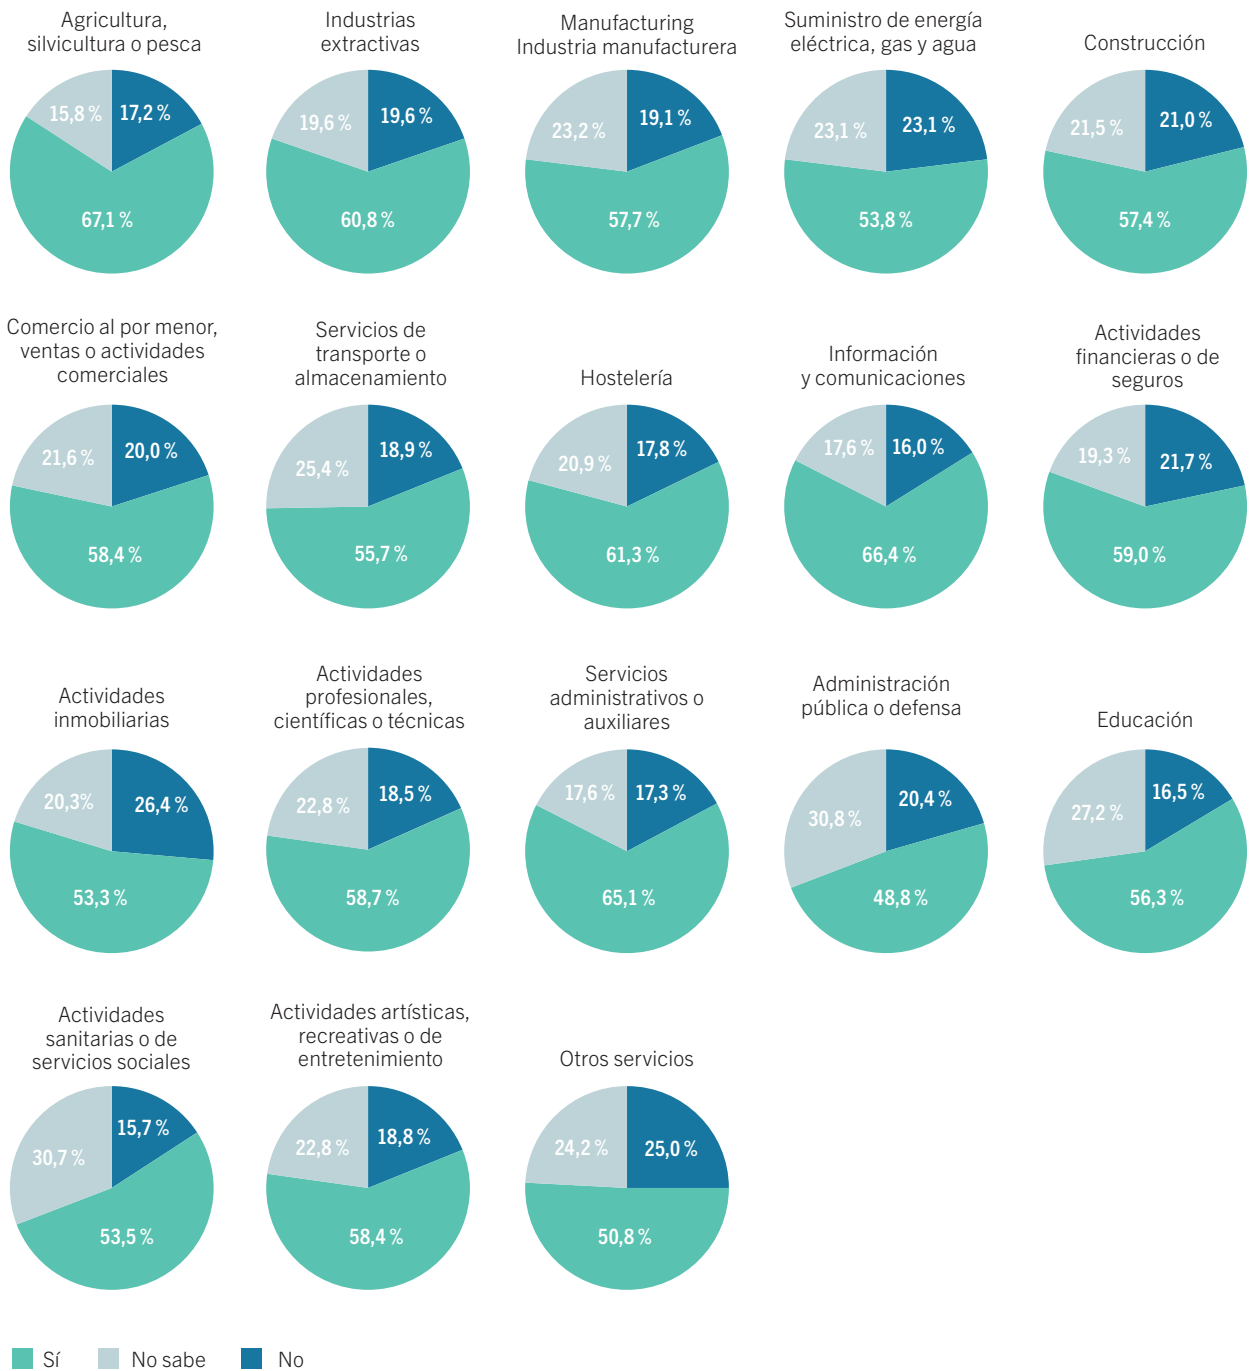 Agricultura,
silvicultura o pesca
15,8 %
17,2 %
67,1 %
Industrias
extractivas
19,6 %
19,6 %
60,8 %
Manufacturing
Industria manufacturera
23,2 %
19,1 %
57,7 %
Suministro de energía
eléctrica, gas y agua
23,1 %
23,1 %
53,8 %
Construcción
21,5 %
21,0 %
57,4 %
Comercio al por menor,
ventas o actividades
comerciales
21,6 %
20,0 %
58,4 %
Servicios de
transporte o
almacenamiento
25,4 %
18,9 %
55,7 %
Hostelería
20,9 %
17,8 %
61,3 %
Información
y comunicaciones
17,6 %
16,0 %
66,4 %
Actividades
financieras o de
seguros
19,3 %
21,7 %
59,0 %
Actividades
inmobiliarias
20,3%
26,4 %
53,3 %
Actividades
profesionales,
científicas o técnicas
22,8 %
18,5 %
58,7 %
Servicios
administrativos o
auxiliares
17,6 %
17,3 %
65,1 %
Administración
pública o defensa
30,8 %
20,4 %
48,8 %
Educación
27,2 %
16,5 %
56,3 %
Actividades
sanitarias o de
servicios sociales
30,7 %
15,7 %
53,5 %
Actividades artísticas,
recreativas o de
entretenimiento
22,8 %
18,8 %
58,4 %
Otros servicios
24,2 %
25,0 %
50,8 %
Sí
No sabe
No